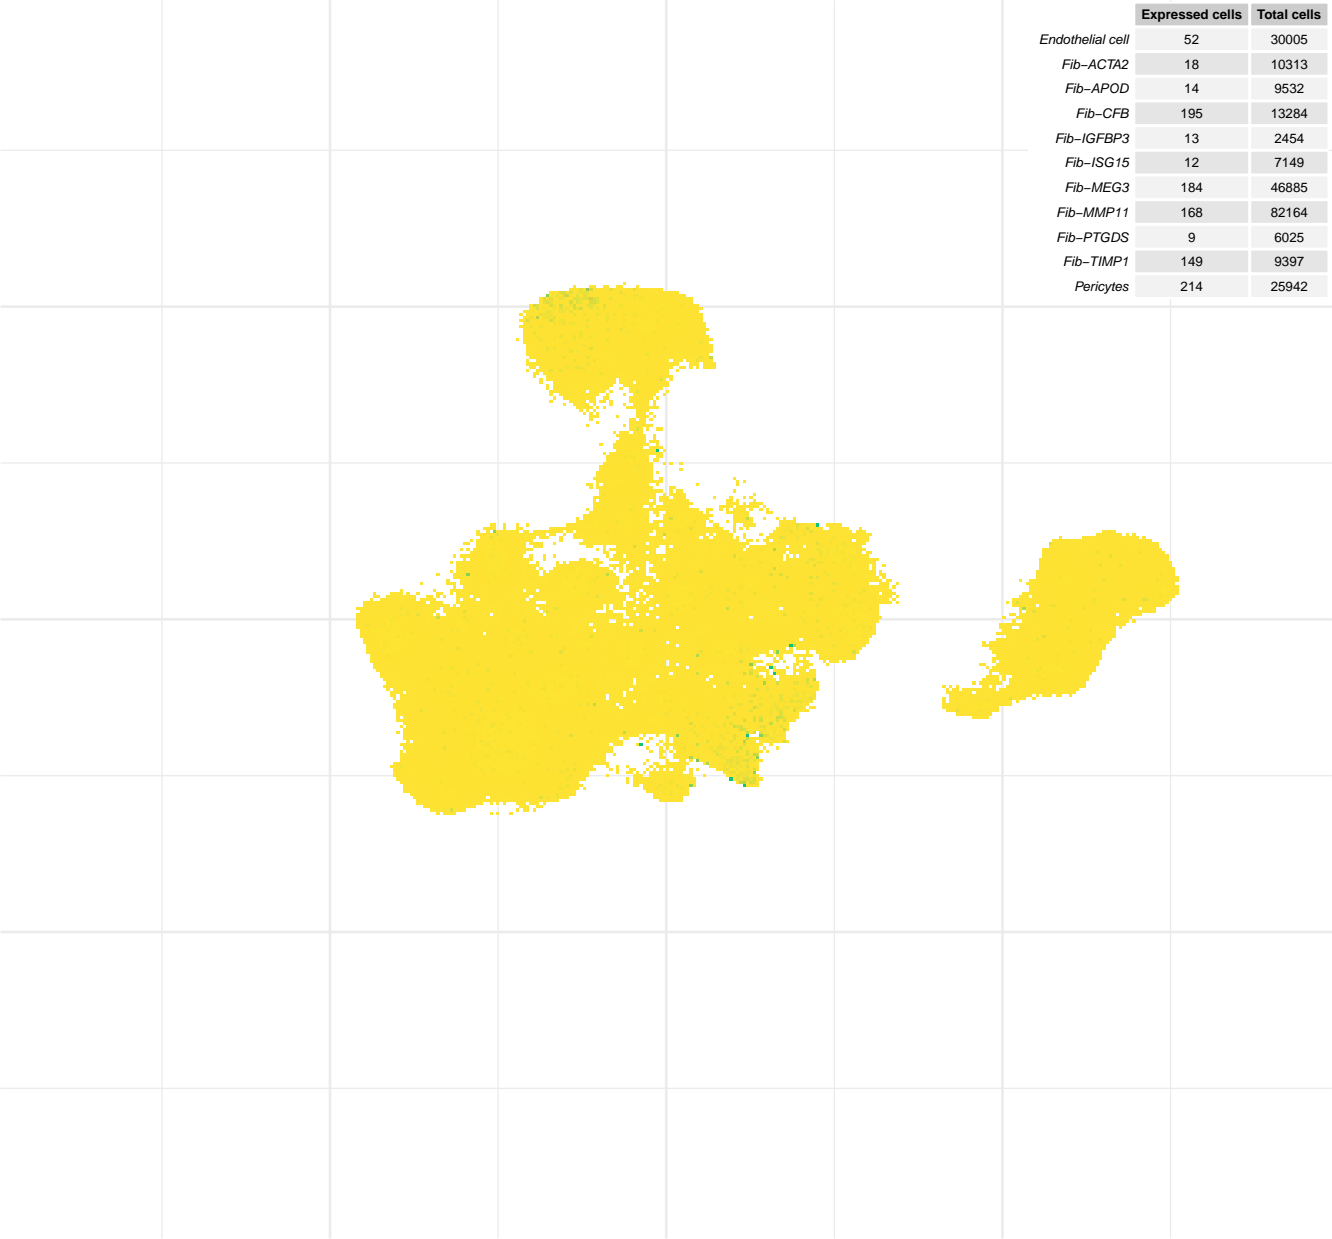 Expressed cells Total cells
Endothelial cell 52 30005
Fib−ACTA2 18 10313
Fib−APOD 14 9532
Fib−CFB 195 13284
Fib−IGFBP3 13 2454
Fib−ISG15 12 7149
Fib−MEG3 184 46885
Fib−MMP11 168 82164
Fib−PTGDS 9 6025
Fib−TIMP1 149 9397
Pericytes 214 25942